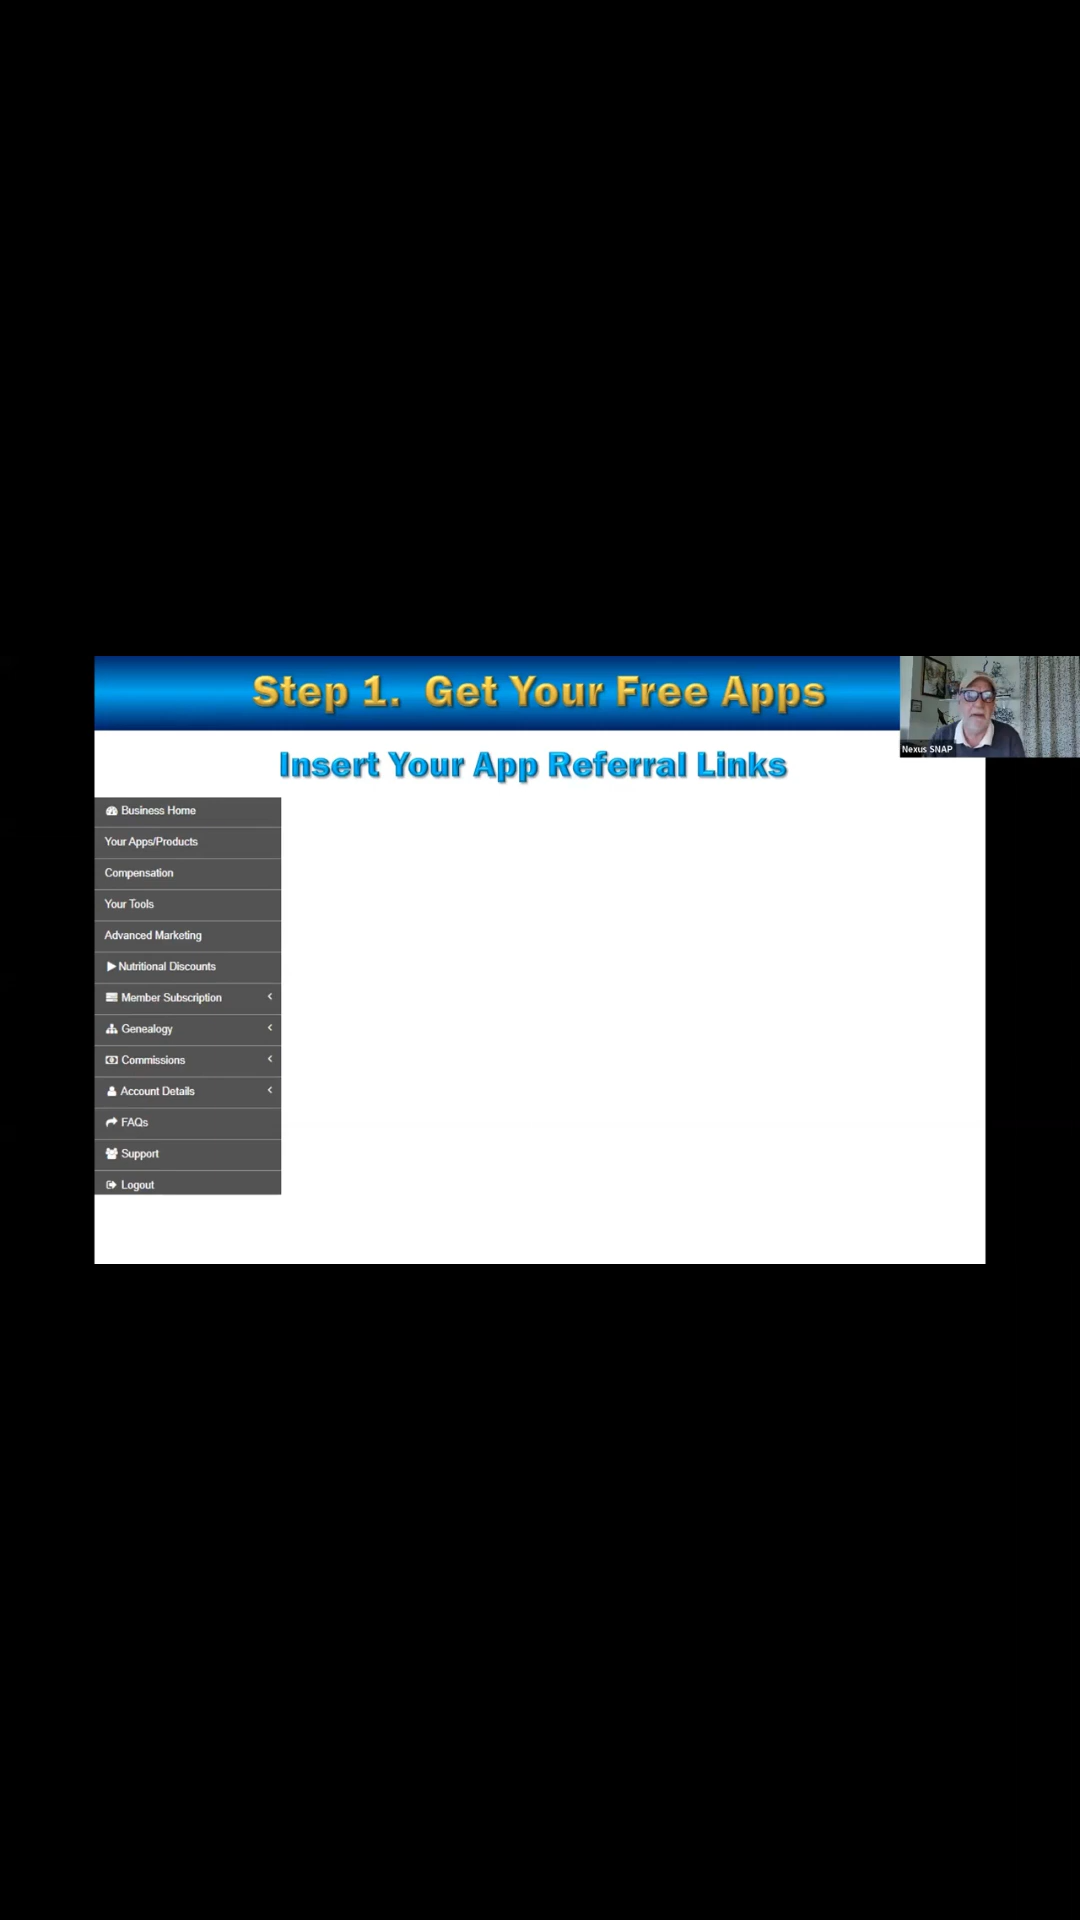 Step 1.  Get Your Free Apps
Nexus SNAP
Insert Your App Referral Links
Business Home
Your Apps/Products
Compensation
Your Tools
Advanced Marketing
Nutritional Discounts
Member Subscription
Genealogy
Commissions
Account Details
FAQs
Support
Logout